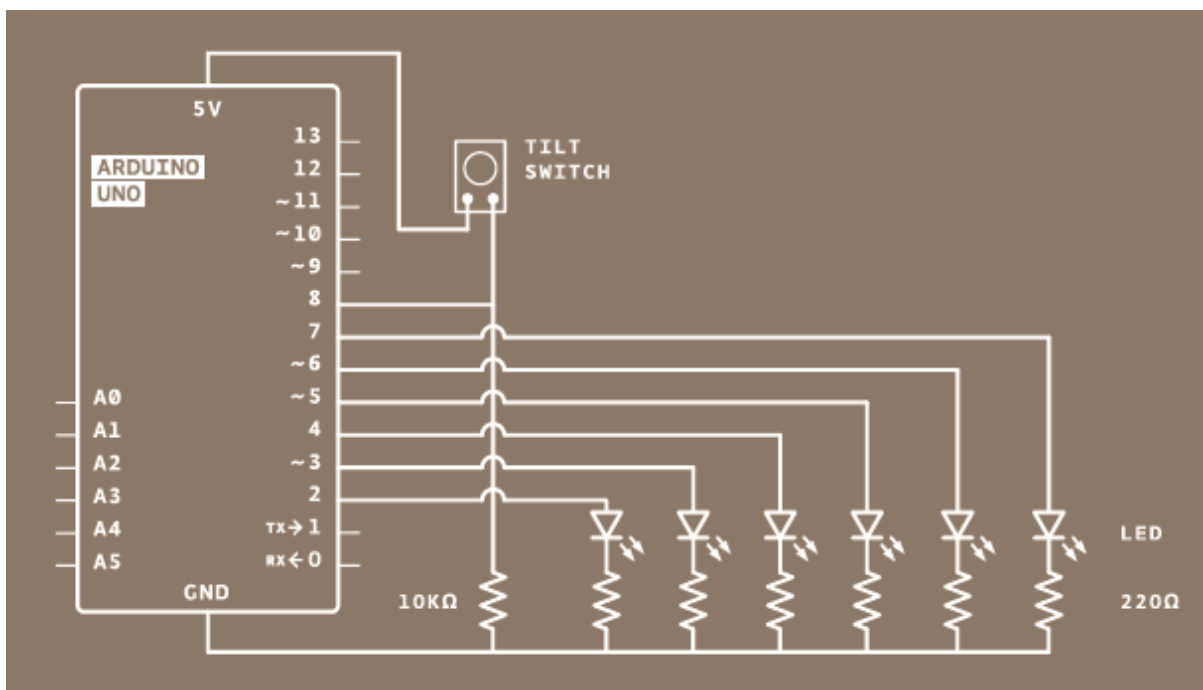 5V
ARDUINO
UNO
13
12
~11
~10
~9
8
7
~6
~5
4
~3
2
TX→1
RX←0
A0
A1
A2
A3
A4
A5
GND
TILT
SWITCH
LED
10KΩ
220Ω